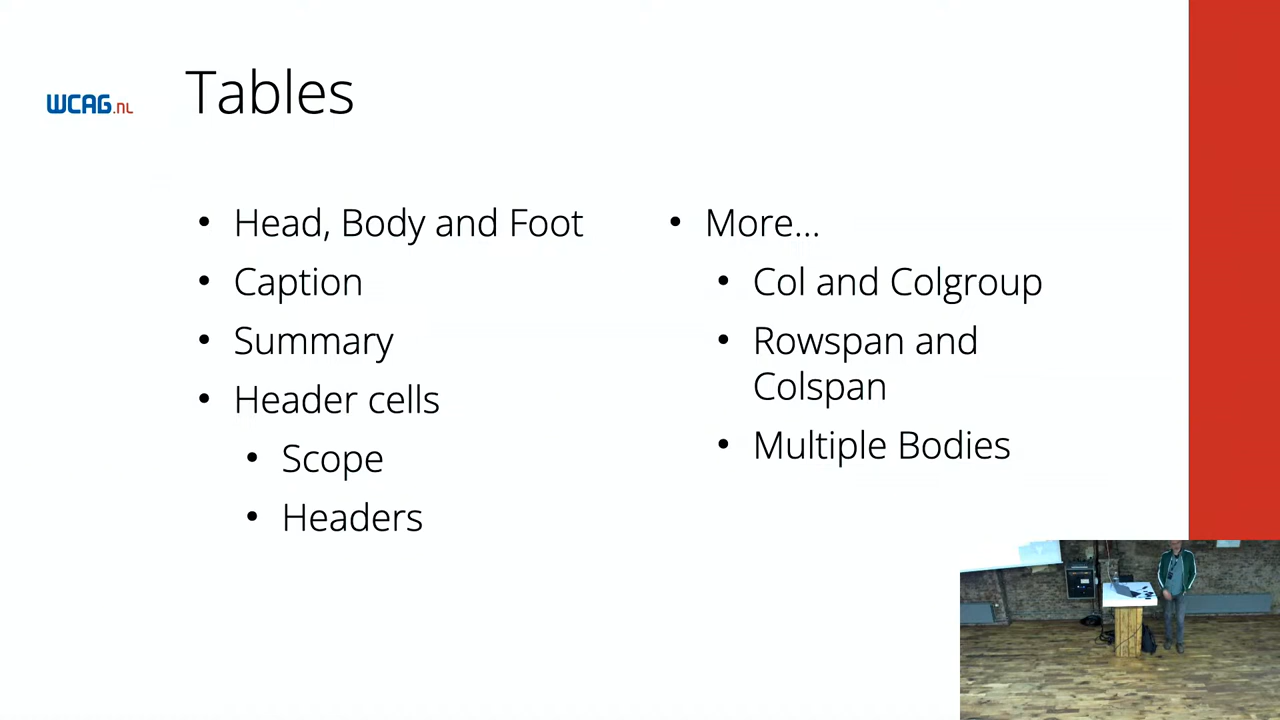 WCAG.NL
Tables
• Head, Body and Foot
• Caption
• Summary
• Header cells
• Scope
• Headers
• More...
• Col and Colgroup
• Rowspan and
Colspan
• Multiple Bodies